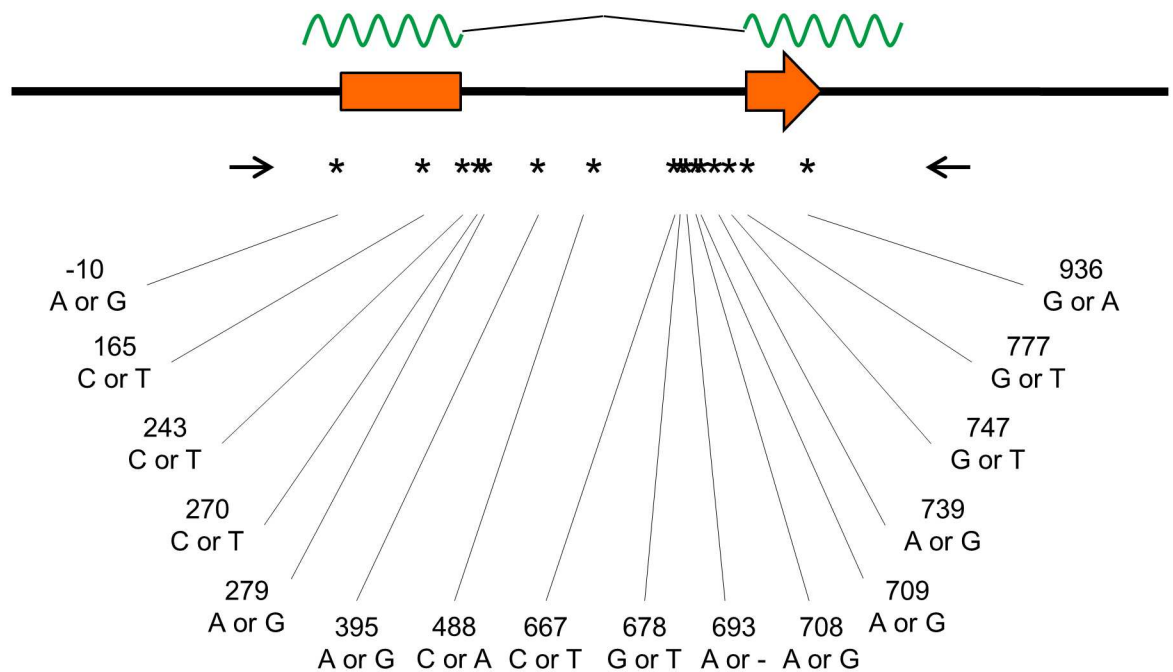 -10
A or G
165
C or T
243
C or T
270
C or T
279
A or G
395
A or G
488
C or A
667
C or T
678
G or T
693
A or -
708
A or G
709
A or G
739
A or G
747
G or T
777
G or T
936
G or A